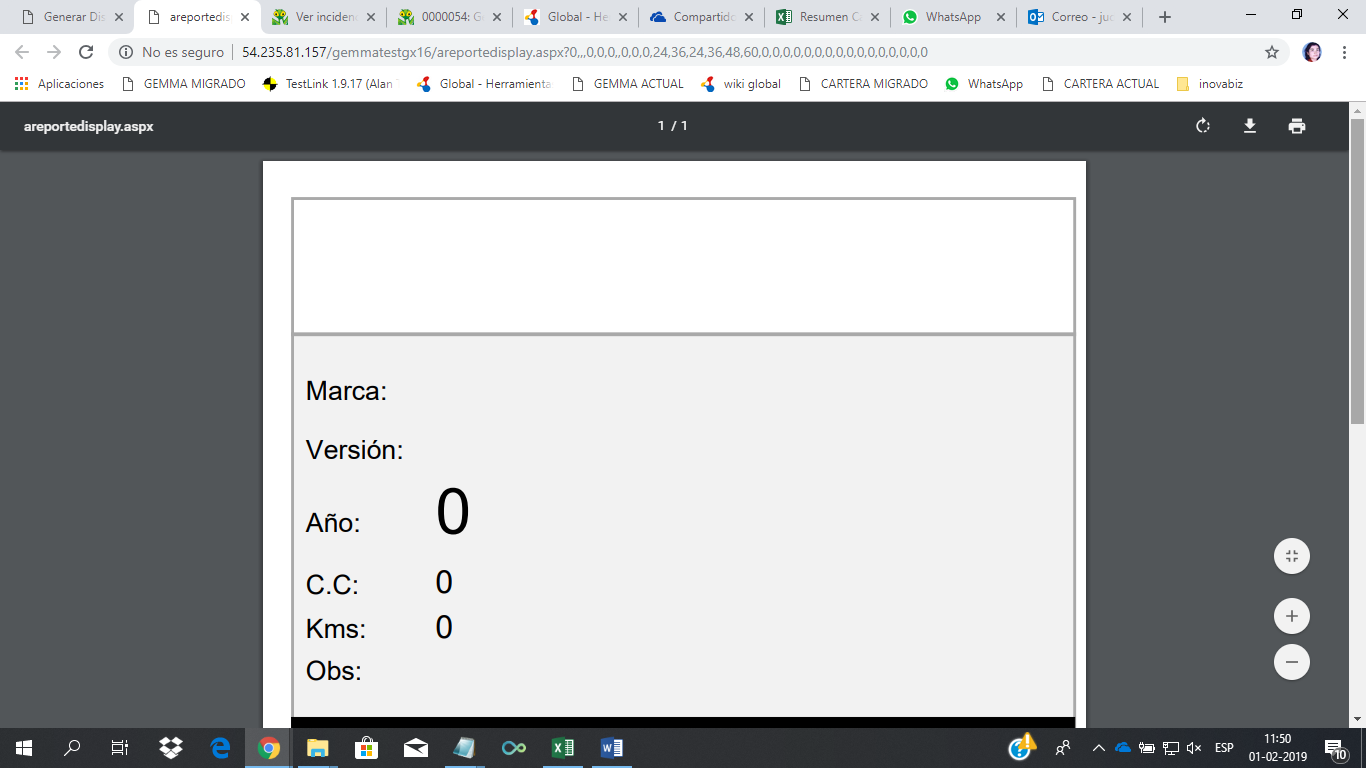 Generar Dis
areportedis
Ver inciden
0000054: G
Global - He
Compartido
Resumen C
WhatsApp
Correo - juc
No es seguro
54.235.81.157/gemmatestgx16/areportedisplay.aspx?0,,,0,0,0,,0,0,0,24,36,24,36,48,60,0,0,0,0,0,0,0,0,0,0,0,0,0,0,0,0
Aplicaciones
GEMMA MIGRADO
TestLink 1.9.17 (Alan
Global - Herramienta
GEMMA ACTUAL
wiki global
CARTERA MIGRADO
WhatsApp
CARTERA ACTUAL
inovabiz
areportedisplay.aspx
1 / 1
Marca:
Versión:
Año: 0
C.C: 0
Kms: 0
Obs:
ESP
11:50
01-02-2019
10